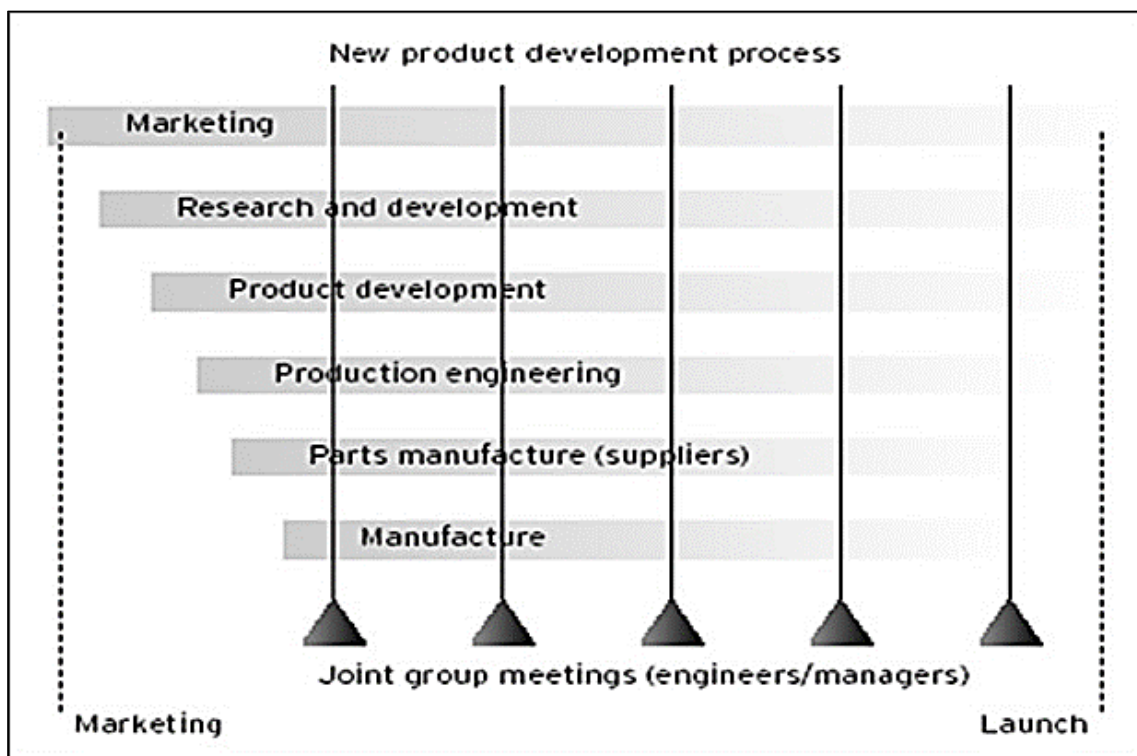 New product development process
Marketing
Research and development
Product development
Production engineering
Parts manufacture (suppliers)
Manufacture
Joint group meetings (engineers/managers)
Marketing
Launch